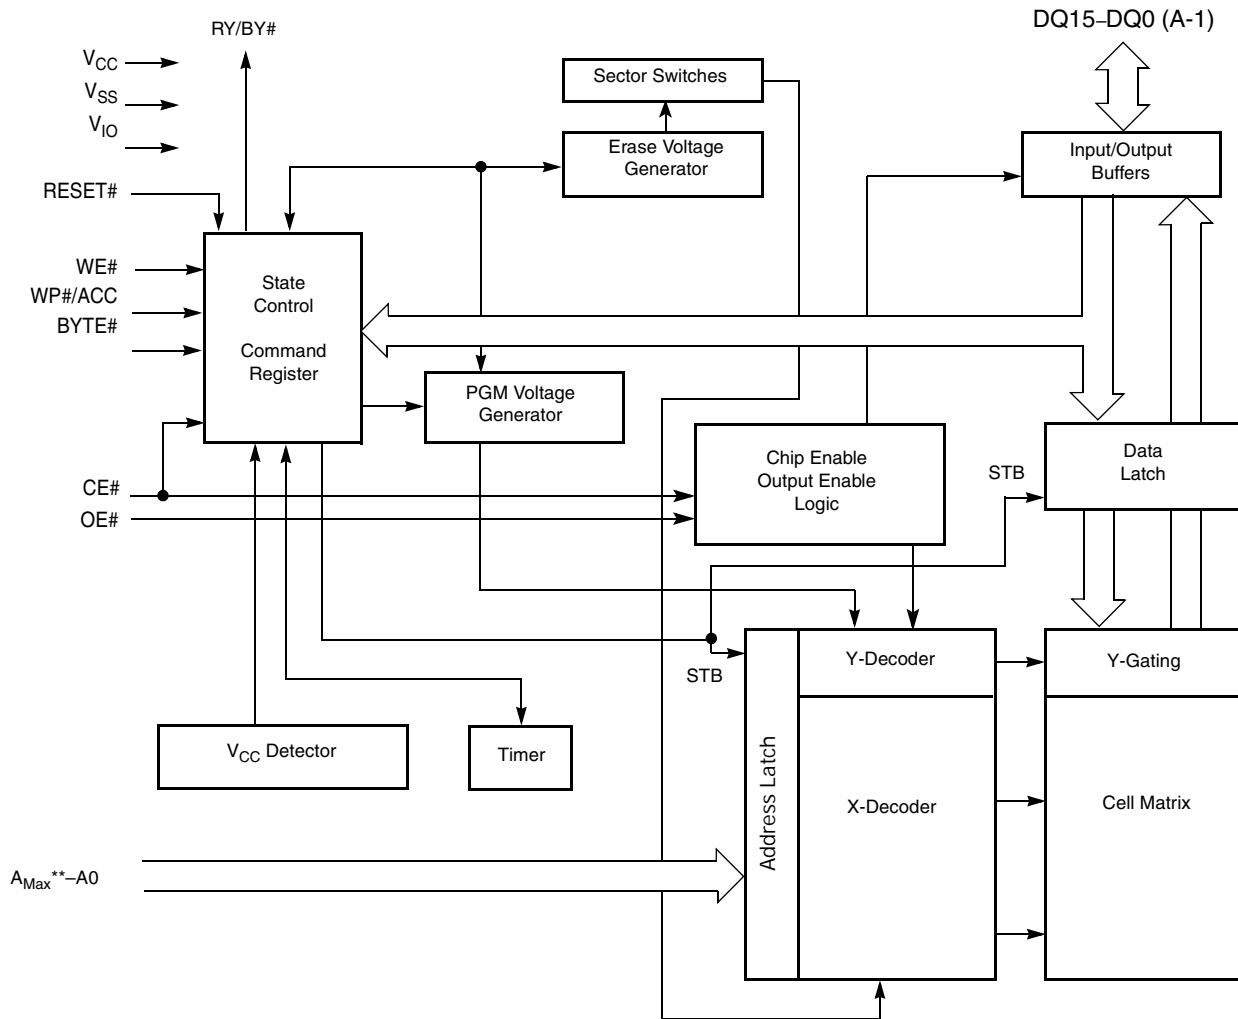 DQ15–DQ0 (A-1)
RY/BY#
VCC
VSS
VIO
RESET#
WE#
WP#/ACC
BYTE#
CE#
OE#
Sector Switches
Erase Voltage
Generator
Input/Output
Buffers
State
Control
Command
Register
PGM Voltage
Generator
Chip Enable
Output Enable
Logic
STB
Data
Latch
STB
Y-Decoder
Y-Gating
VCC Detector
Timer
Address Latch
X-Decoder
Cell Matrix
AMax**–A0